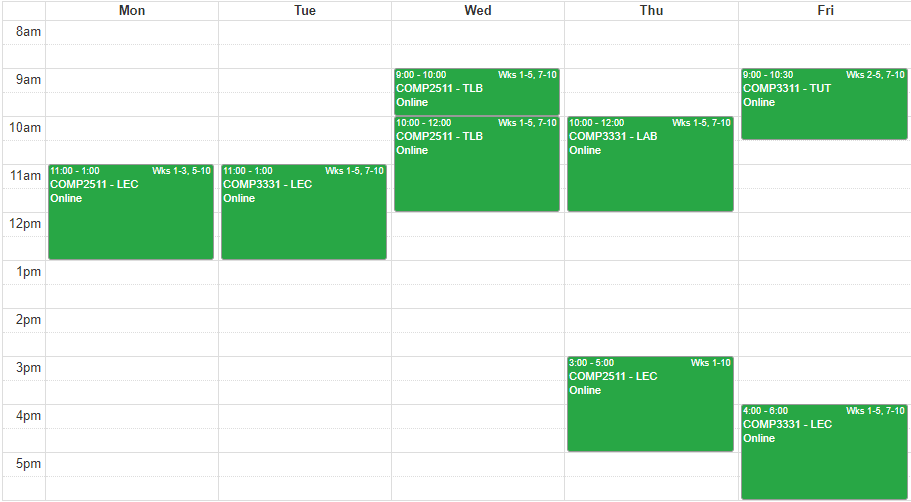 Mon Tue Wed Thu Fri
8am
9am
9:00 - 10:00 Wks 1-5, 7-10
COMP2511 - TLB
Online
9:00 - 10:30 Wks 2-5, 7-10
COMP3311 - TUT
Online
10am
10:00 - 12:00 Wks 1-5, 7-10
COMP2511 - TLB
Online
10:00 - 12:00 Wks 1-5, 7-10
COMP3331 - LAB
Online
11am
11:00 - 1:00 Wks 1-3, 5-10
COMP2511 - LEC
Online
11:00 - 1:00 Wks 1-5, 7-10
COMP3331 - LEC
Online
12pm
1pm
2pm
3pm
3:00 - 5:00 Wks 1-10
COMP2511 - LEC
Online
4pm
4:00 - 6:00 Wks 1-5, 7-10
COMP3331 - LEC
Online
5pm